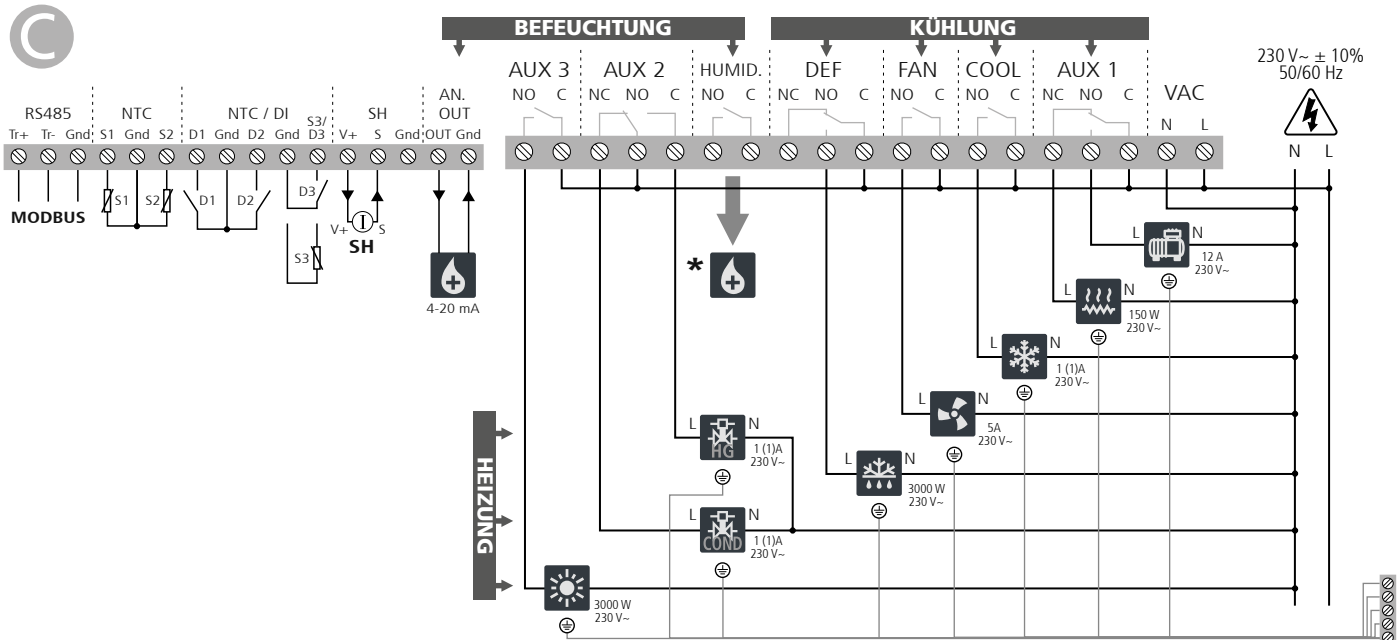 C
BEFEUCHTUNG
KÜHLUNG
230 V~ ± 10%
50/60 Hz
AUX 3
AUX 2
HUMID.
DEF
FAN
COOL
AUX 1
VAC
RS485
NTC
NTC / DI
SH
AN.
OUT
NO C
NC NO C
NO C
NC NO C
NO C
NO C
NC NO C
N L
Tr+ Tr- Gnd
S1 Gnd S2
D1 Gnd D2 Gnd S3/
D3
V+ S Gnd
OUT Gnd
N L
MODBUS
S1
S2
D1
D2
D3
S3
V+ I S
SH
4-20 mA
*
L N
12 A
230 V~
L N
150 W
230 V~
L N
1 (1)A
230 V~
L N
5A
230 V~
L N
3000 W
230 V~
HEIZUNG
L N
HG
1 (1)A
230 V~
L N
COND
1 (1)A
230 V~
3000 W
230 V~